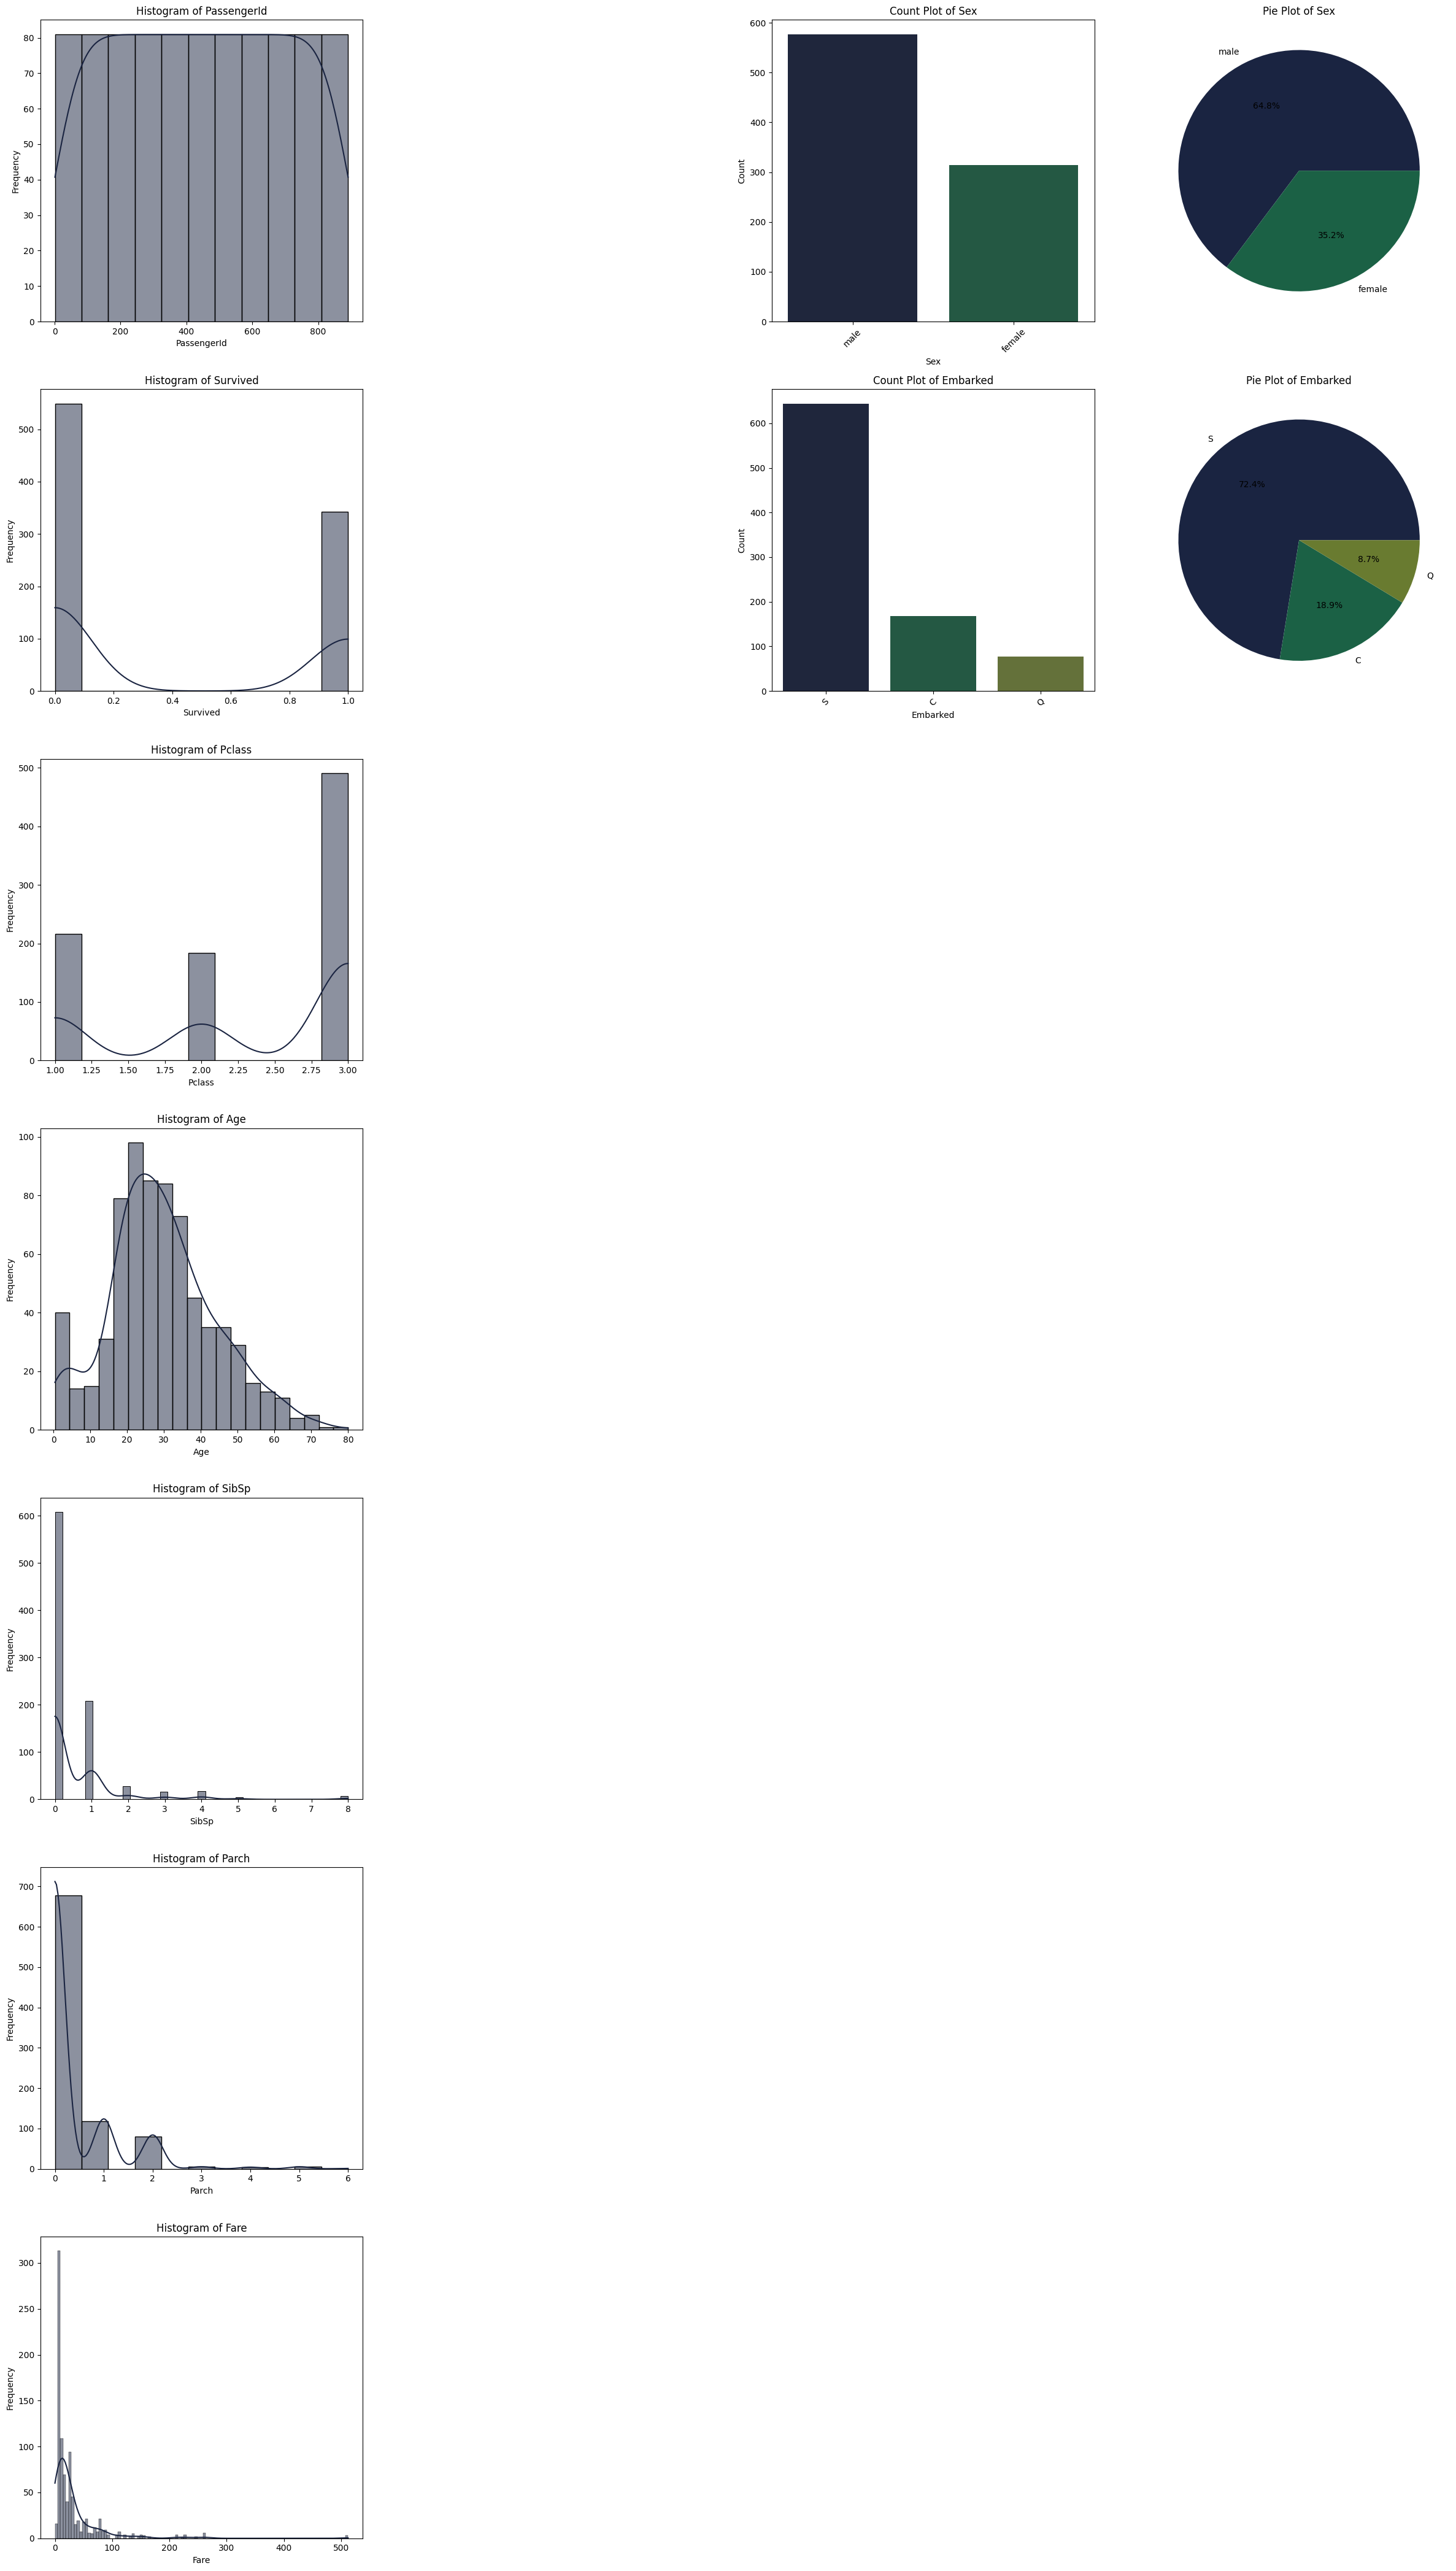 Histogram of PassengerId
80
70
60
50
40
30
20
10
0
Frequency
0 200 400 600 800
PassengerId
Count Plot of Sex
600
500
400
300
200
100
0
Count
male female
Sex
Pie Plot of Sex
male
64.8%
35.2%
female
Histogram of Survived
500
400
300
200
100
0
Frequency
0.0 0.2 0.4 0.6 0.8 1.0
Survived
Count Plot of Embarked
600
500
400
300
200
100
0
Count
S C Q
Embarked
Pie Plot of Embarked
S
72.4%
8.7%
Q
18.9%
C
Histogram of Pclass
500
400
300
200
100
0
Frequency
1.00 1.25 1.50 1.75 2.00 2.25 2.50 2.75 3.00
Pclass
Histogram of Age
100
80
60
40
20
0
Frequency
0 10 20 30 40 50 60 70 80
Age
Histogram of SibSp
600
500
400
300
200
100
0
Frequency
0 1 2 3 4 5 6 7 8
SibSp
Histogram of Parch
700
600
500
400
300
200
100
0
Frequency
0 1 2 3 4 5 6
Parch
Histogram of Fare
300
250
200
150
100
50
0
Frequency
0 100 200 300 400 500
Fare